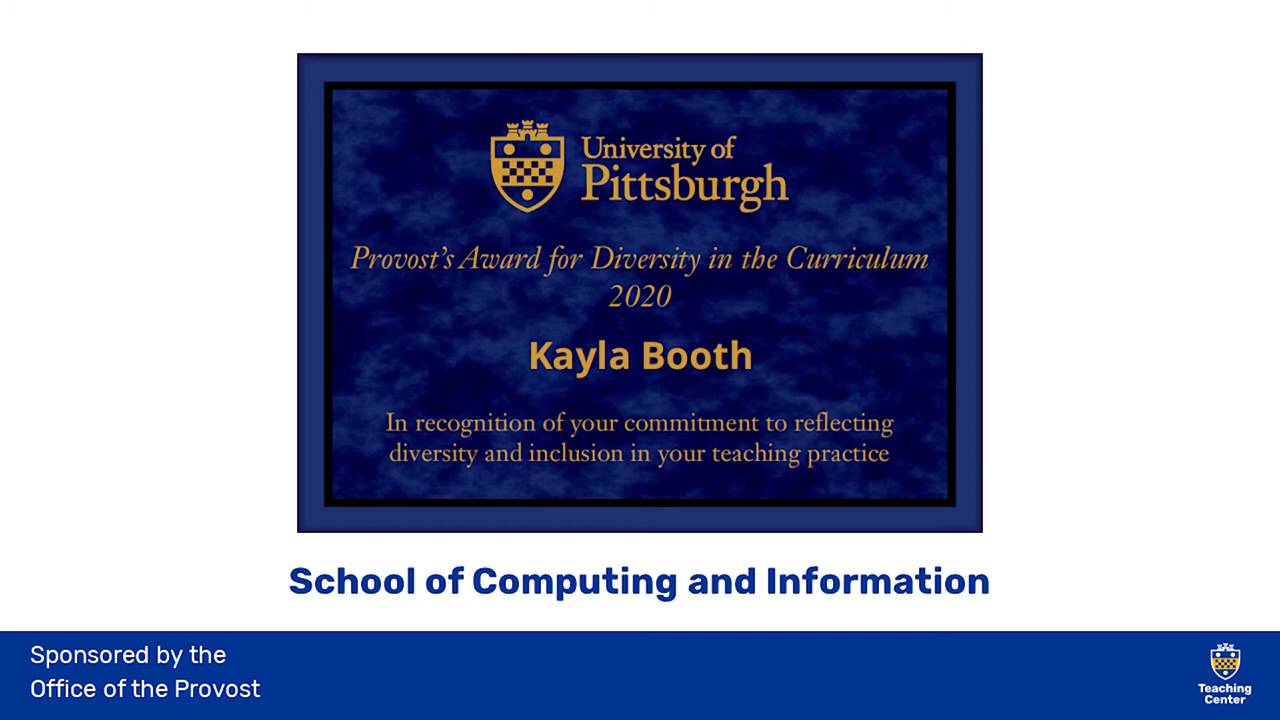 University of
Pittsburgh
Provost's Award for Diversity in the Curriculum
2020
Kayla Booth
In recognition of your commitment to reflecting
diversity and inclusion in your teaching practice
School of Computing and Information
Sponsored by the
Office of the Provost
Teaching
Center